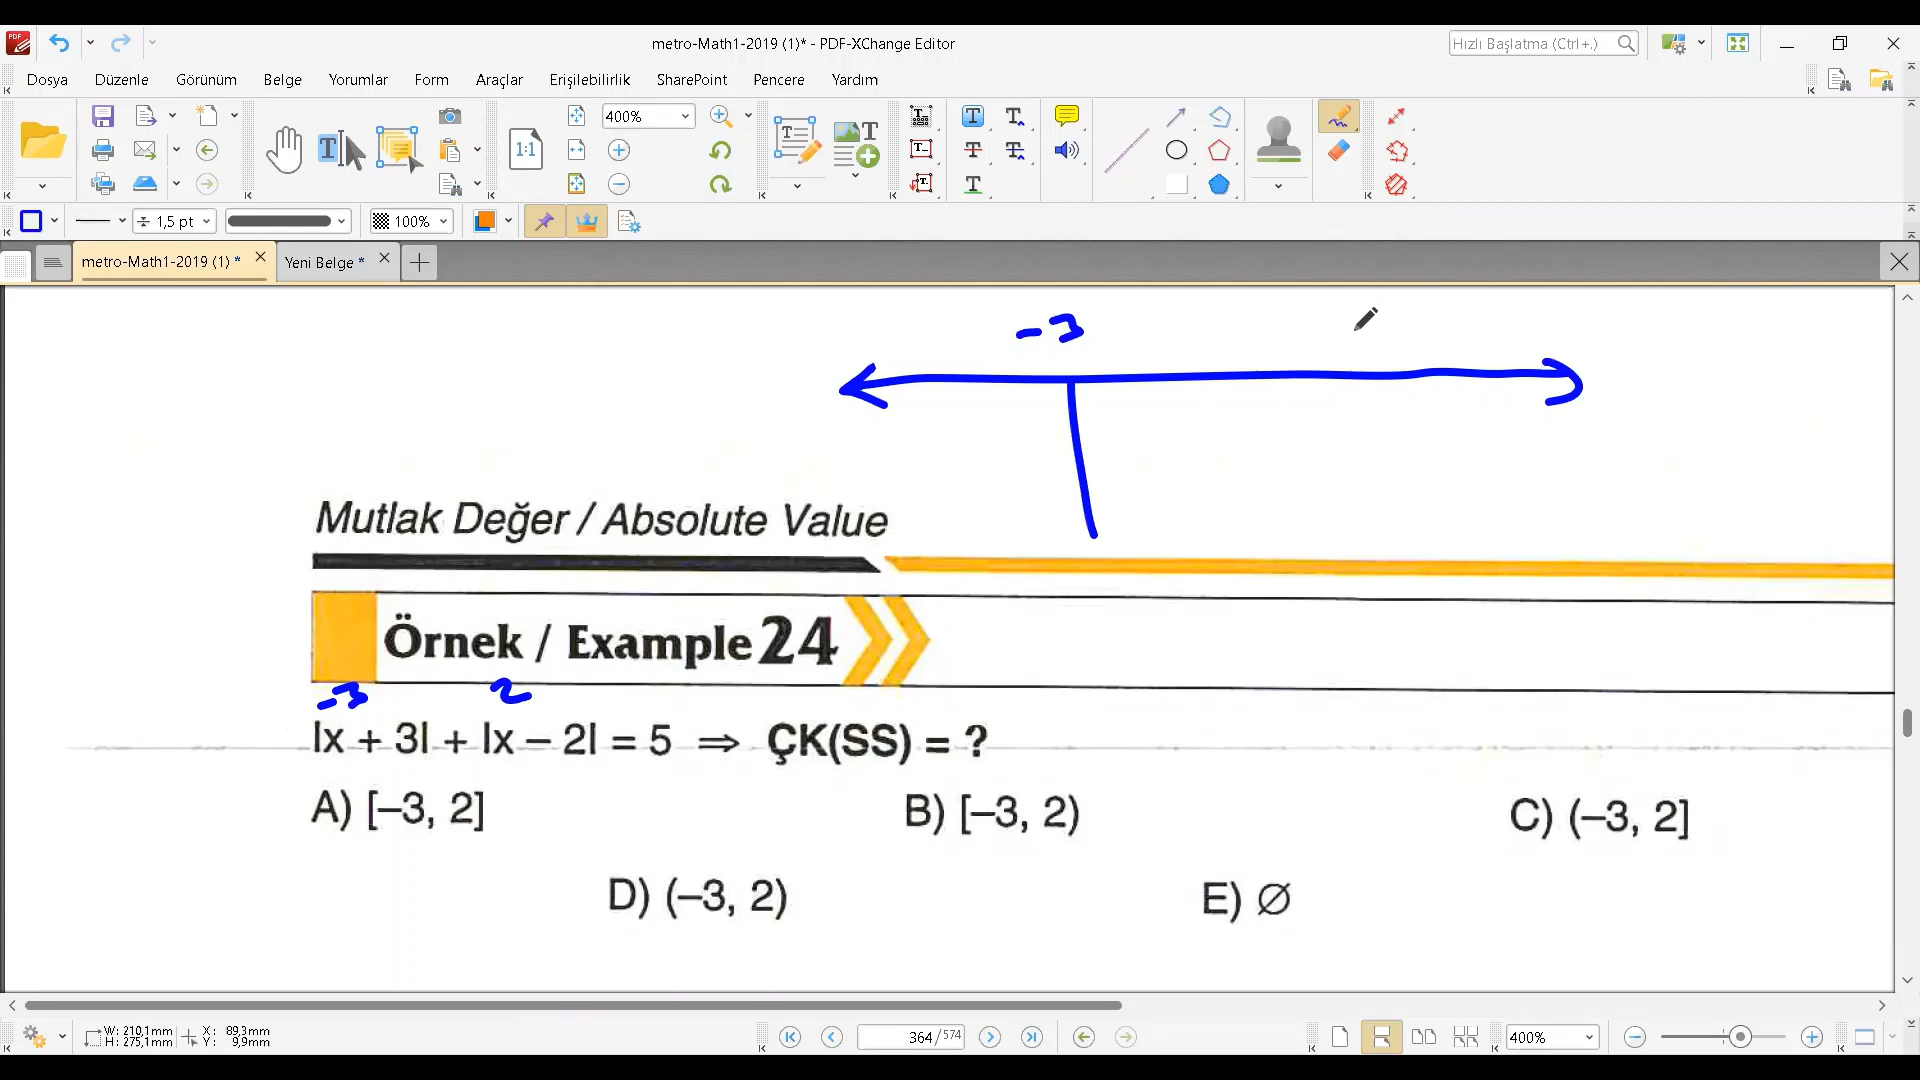 metro-Math1-2019 (1)* - PDF-XChange Editor
Hızlı Başlatma (Ctrl+.)
Dosya Düzenle Görünüm Belge Yorumlar Form Araçlar Erişilebilirlik SharePoint Pencere Yardım
400%
1:1
1,5 pt
100%
metro-Math1-2019 (1) *
Yeni Belge *
-3
Mutlak Değer / Absolute Value
Örnek / Example 24
-3 2
|x + 3| + |x – 2| = 5 ⇒ ÇK(SS) = ?
A) [–3, 2] B) [–3, 2) C) (–3, 2]
D) (–3, 2) E) ∅
W: 210,1mm X: 89,3mm
H: 275,1mm Y: 9,9mm
364/574
400%